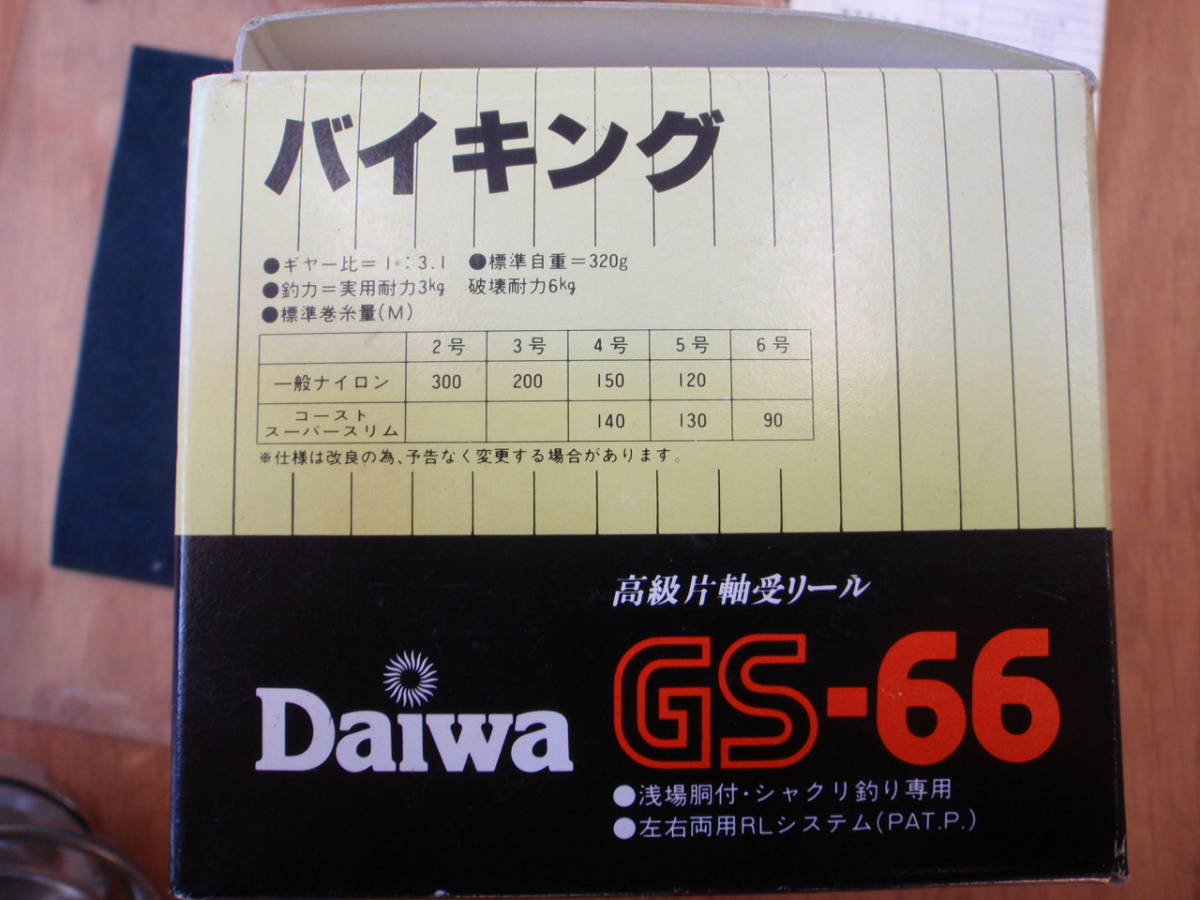 バイキング
●ギヤー比=1:3.1 ●標準自重=320g
●釣力=実用耐力3kg 破壊耐力6kg
●標準巻糸量(M)
2号 3号 4号 5号 6号
一般ナイロン 300 200 150 120
コースト
スーパースリム 140 130 90
※仕様は改良の為、予告なく変更する場合があります。
高級片軸受リール
Daiwa GS-66
●浅場胴付・シャクリ釣り専用
●左右両用RLシステム(PAT.P.)